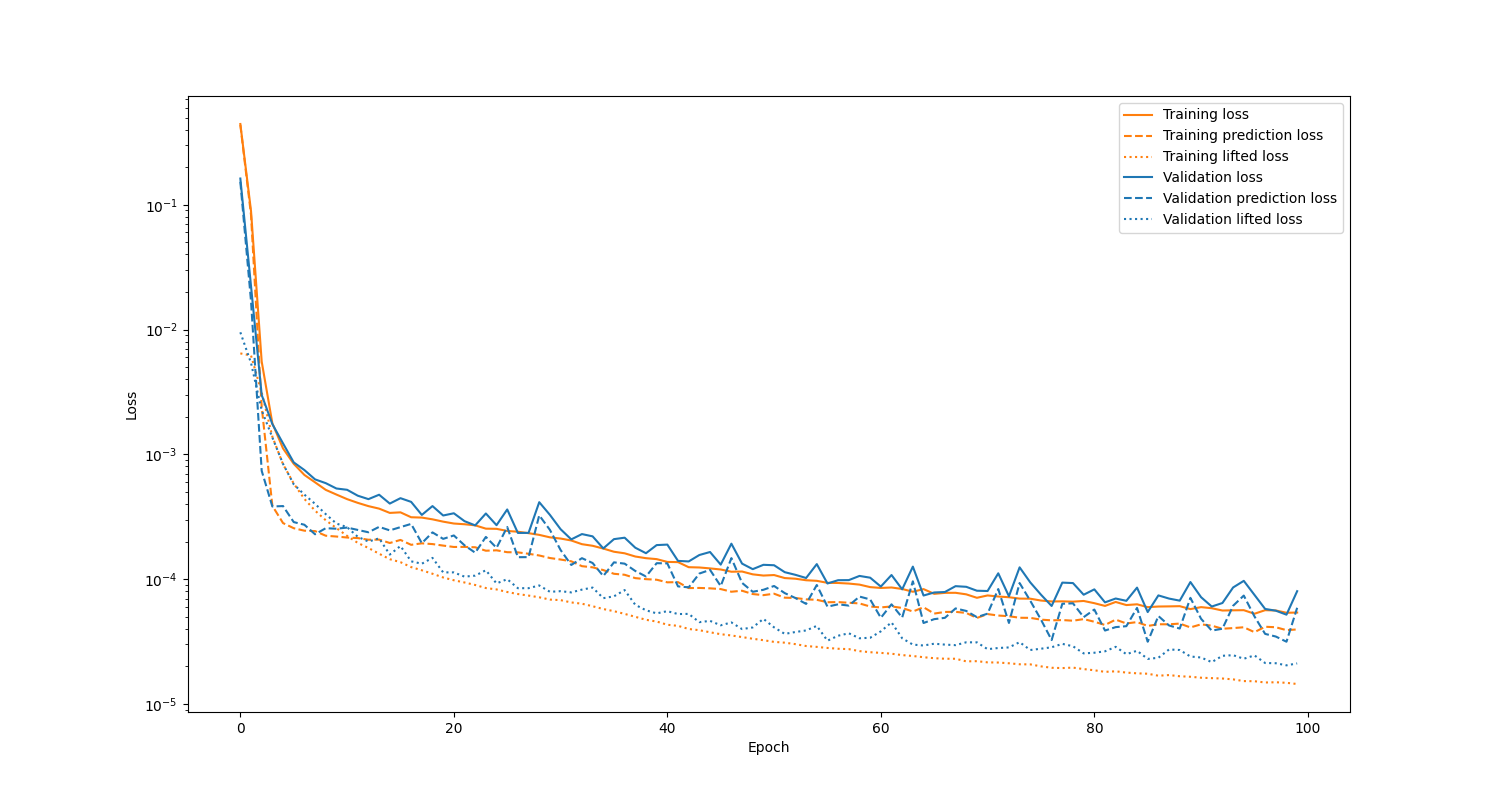 Training loss
Training prediction loss
Training lifted loss
Validation loss
Validation prediction loss
Validation lifted loss
Loss
10⁻¹
10⁻²
10⁻³
10⁻⁴
10⁻⁵
0 20 40 60 80 100
Epoch